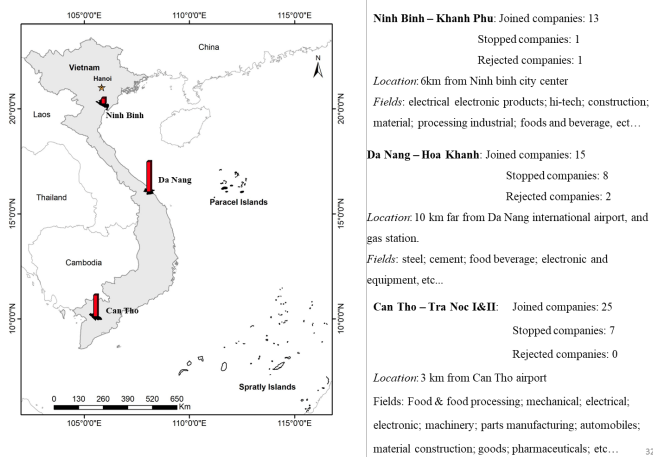 105°0'0"E
110°0'0"E
115°0'0"E
China
N
Vietnam
Hanoi
20°0'0"N
20°0'0"N
Laos
Ninh Binh
Da Nang
Paracel Islands
Thailand
15°0'0"N
15°0'0"N
Cambodia
Can Tho
10°0'0"N
10°0'0"N
Spratly Islands
0 130 260 390 520 650
Km
105°0'0"E
110°0'0"E
115°0'0"E
Ninh Binh – Khanh Phu: Joined companies: 13
Stopped companies: 1
Rejected companies: 1
Location: 6km from Ninh binh city center
Fields: electrical electronic products; hi-tech; construction;
material; processing industrial; foods and beverage, ect…
Da Nang – Hoa Khanh: Joined companies: 15
Stopped companies: 8
Rejected companies: 2
Location: 10 km far from Da Nang international airport, and
gas station.
Fields: steel; cement; food beverage; electronic and
equipment, etc...
Can Tho – Tra Noc I&II: Joined companies: 25
Stopped companies: 7
Rejected companies: 0
Location: 3 km from Can Tho airport
Fields: Food & food processing; mechanical; electrical;
electronic; machinery; parts manufacturing; automobiles;
material construction; goods; pharmaceuticals; etc…
32